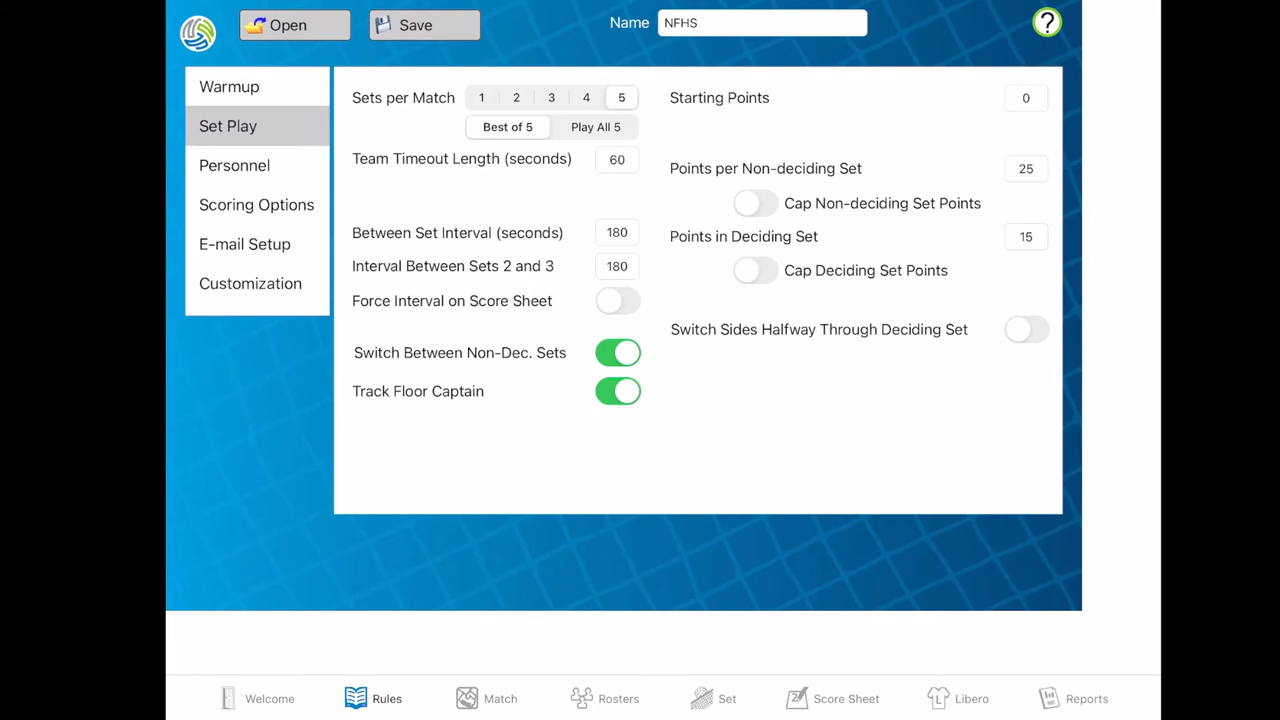 Open
Save
Name NFHS
?
Warmup
Set Play
Personnel
Scoring Options
E-mail Setup
Customization
Sets per Match 1 2 3 4 5
Best of 5 Play All 5
Team Timeout Length (seconds) 60
Between Set Interval (seconds) 180
Interval Between Sets 2 and 3 180
Force Interval on Score Sheet
Switch Between Non-Dec. Sets
Track Floor Captain
Starting Points 0
Points per Non-deciding Set 25
Cap Non-deciding Set Points
Points in Deciding Set 15
Cap Deciding Set Points
Switch Sides Halfway Through Deciding Set
Welcome
Rules
Match
Rosters
Set
Score Sheet
L
Libero
Reports